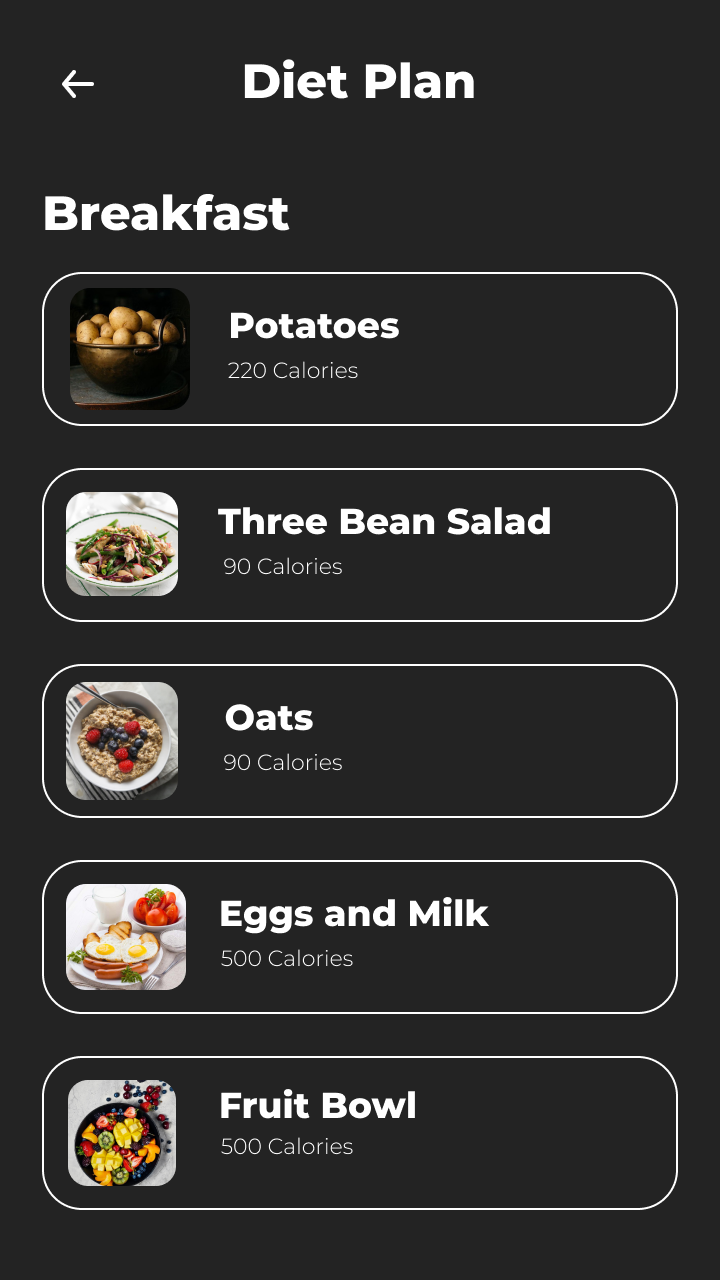 Diet Plan
Breakfast
Potatoes
220 Calories
Three Bean Salad
90 Calories
Oats
90 Calories
Eggs and Milk
500 Calories
Fruit Bowl
500 Calories